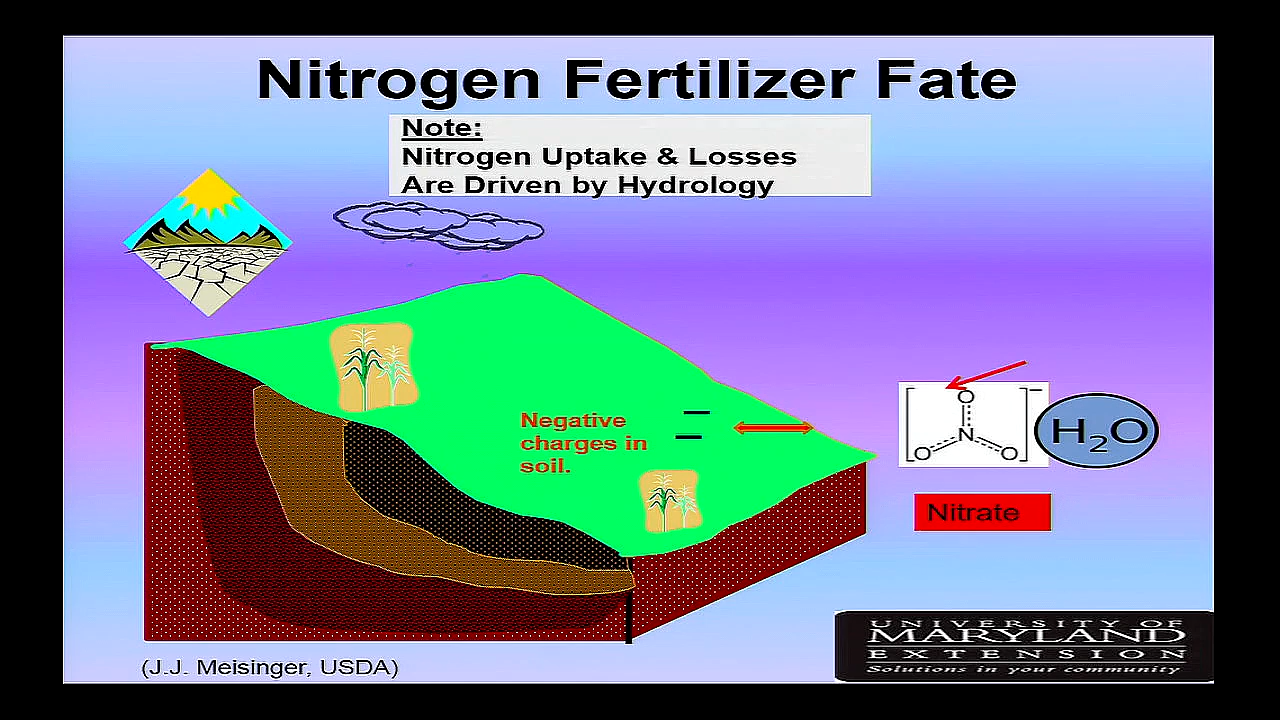 Nitrogen Fertilizer Fate
Note:
Nitrogen Uptake & Losses
Are Driven by Hydrology
Negative
charges in
soil.
[O N O O]⁻
H₂O
Nitrate
UNIVERSITY OF
MARYLAND
EXTENSION
Solutions in your community
(J.J. Meisinger, USDA)